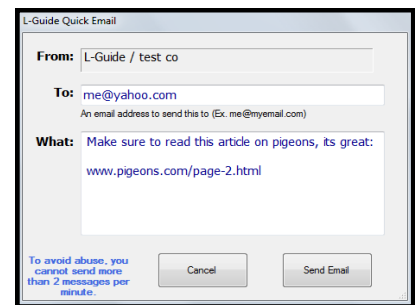 L-Guide Quick Email
From: L-Guide / test co
To: me@yahoo.com
An email address to send this to (Ex. me@myemail.com)
What: Make sure to read this article on pigeons, its great:
www.pigeons.com/page-2.html
To avoid abuse, you
cannot send more
than 2 messages per
minute.
Cancel
Send Email